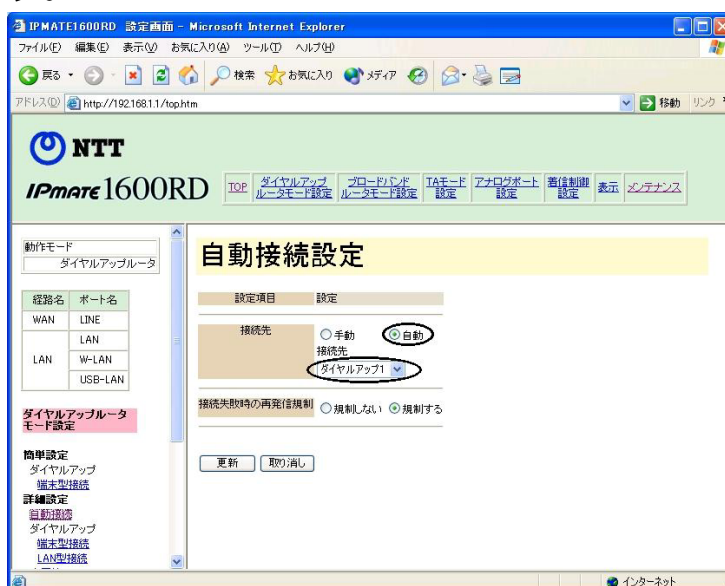 す。
IPMATE1600RD 設定画面 - Microsoft Internet Explorer
ファイル(F) 編集(E) 表示(V) お気に入り(A) ツール(T) ヘルプ(H)
戻る 検索 お気に入り メディア
アドレス(D) http://192.168.1.1/top.htm 移動 リンク
NTT
IPMATE1600RD
TOP ダイヤルアップ ルータモード設定 ブロードバンド ルータモード設定 TAモード 設定 アナログポート 設定 着信制御 設定 表示 メンテナンス
動作モード
ダイヤルアップルータ
経路名 ポート名
WAN LINE
LAN LAN
W-LAN
USB-LAN
ダイヤルアップルータ
モード設定
簡単設定
ダイヤルアップ
端末型接続
詳細設定
自動接続
ダイヤルアップ
端末型接続
LAN型接続
自動接続設定
設定項目 設定
接続先 手動 自動
接続先
ダイヤルアップ1
接続失敗時の再発信規制 規制しない 規制する
更新 取り消し
インターネット